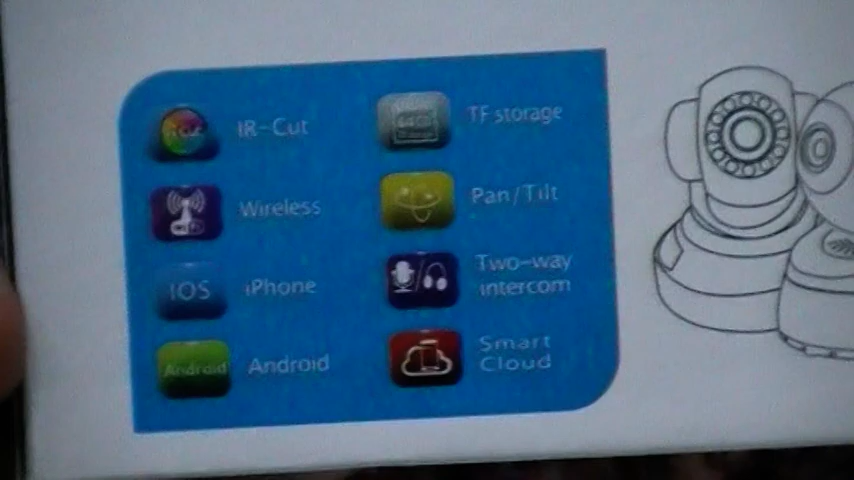 IR-Cut
TF storage
Wireless
Pan/Tilt
IOS
iPhone
Two-way
intercom
Android
Android
Smart
Cloud